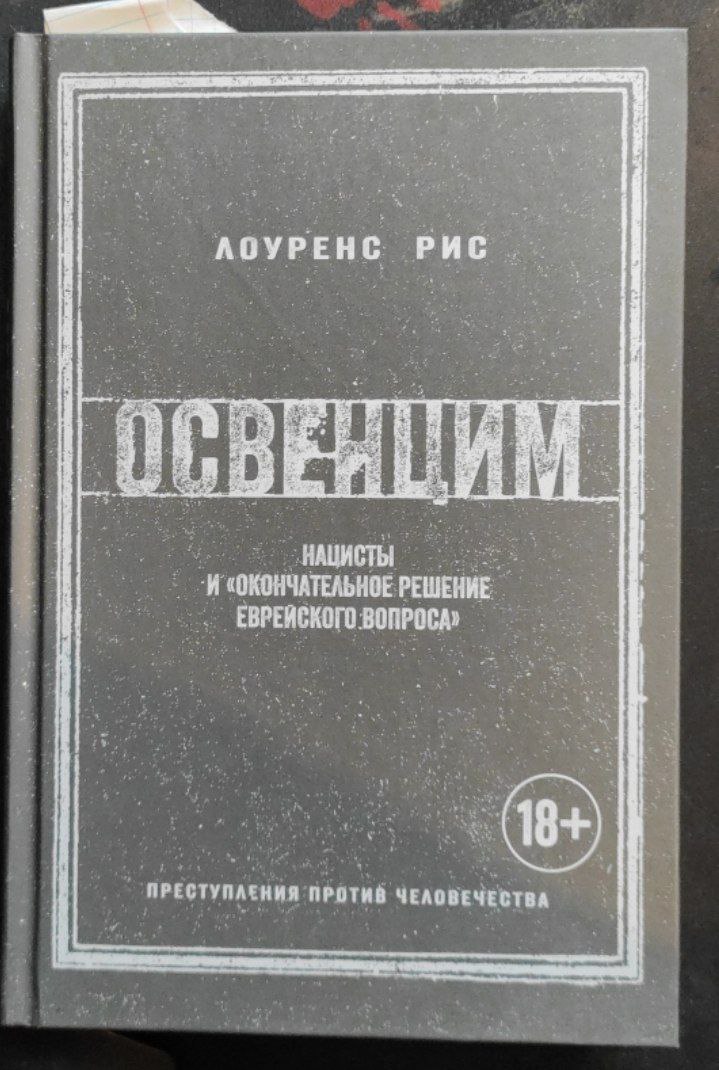 ЛОУРЕНС РИС
ОСВЕНЦИМ
НАЦИСТЫ
И «ОКОНЧАТЕЛЬНОЕ РЕШЕНИЕ
ЕВРЕЙСКОГО ВОПРОСА»
18+
ПРЕСТУПЛЕНИЯ ПРОТИВ ЧЕЛОВЕЧЕСТВА